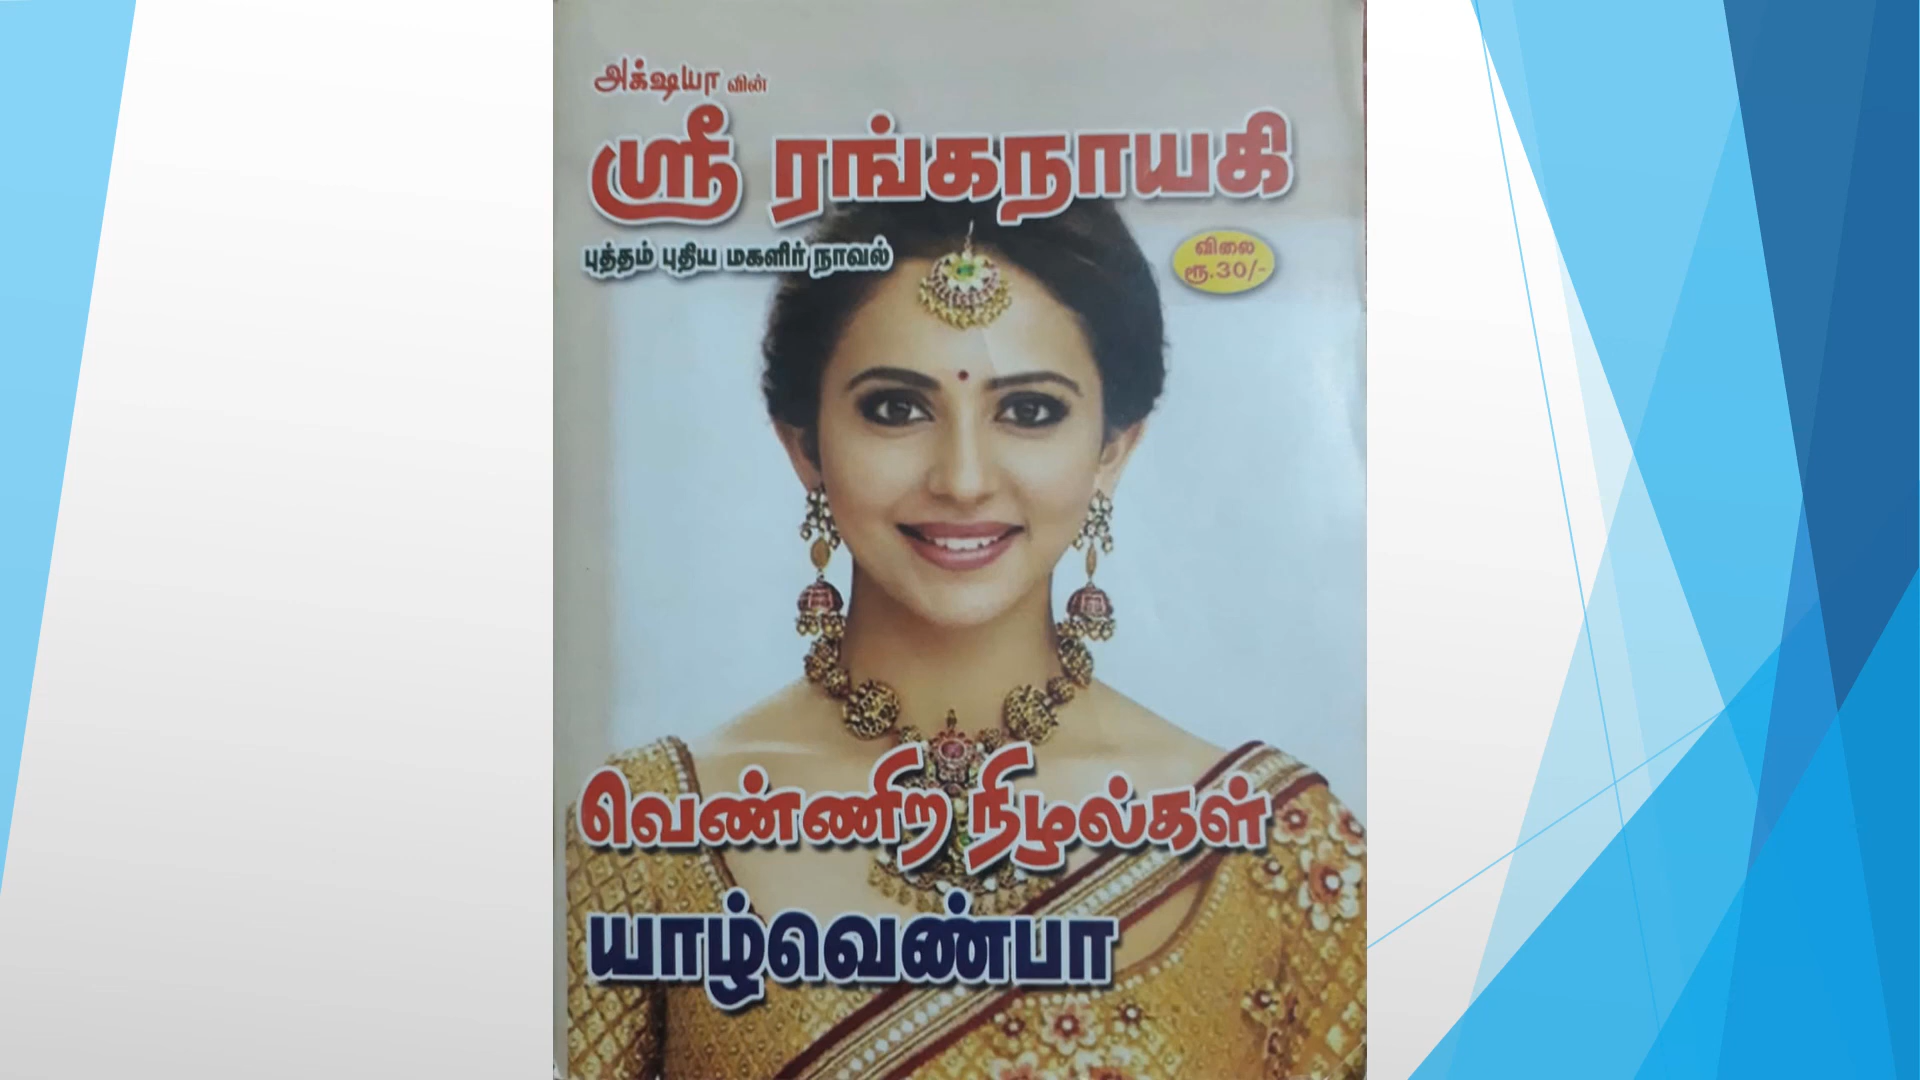 அக்ஷயா வின்
ஸ்ரீ ரங்கநாயகி
புத்தம் புதிய மகளிர் நாவல்
விலை
ரூ.30/-
வெண்ணிற நிழல்கள்
யாழ்வெண்பா